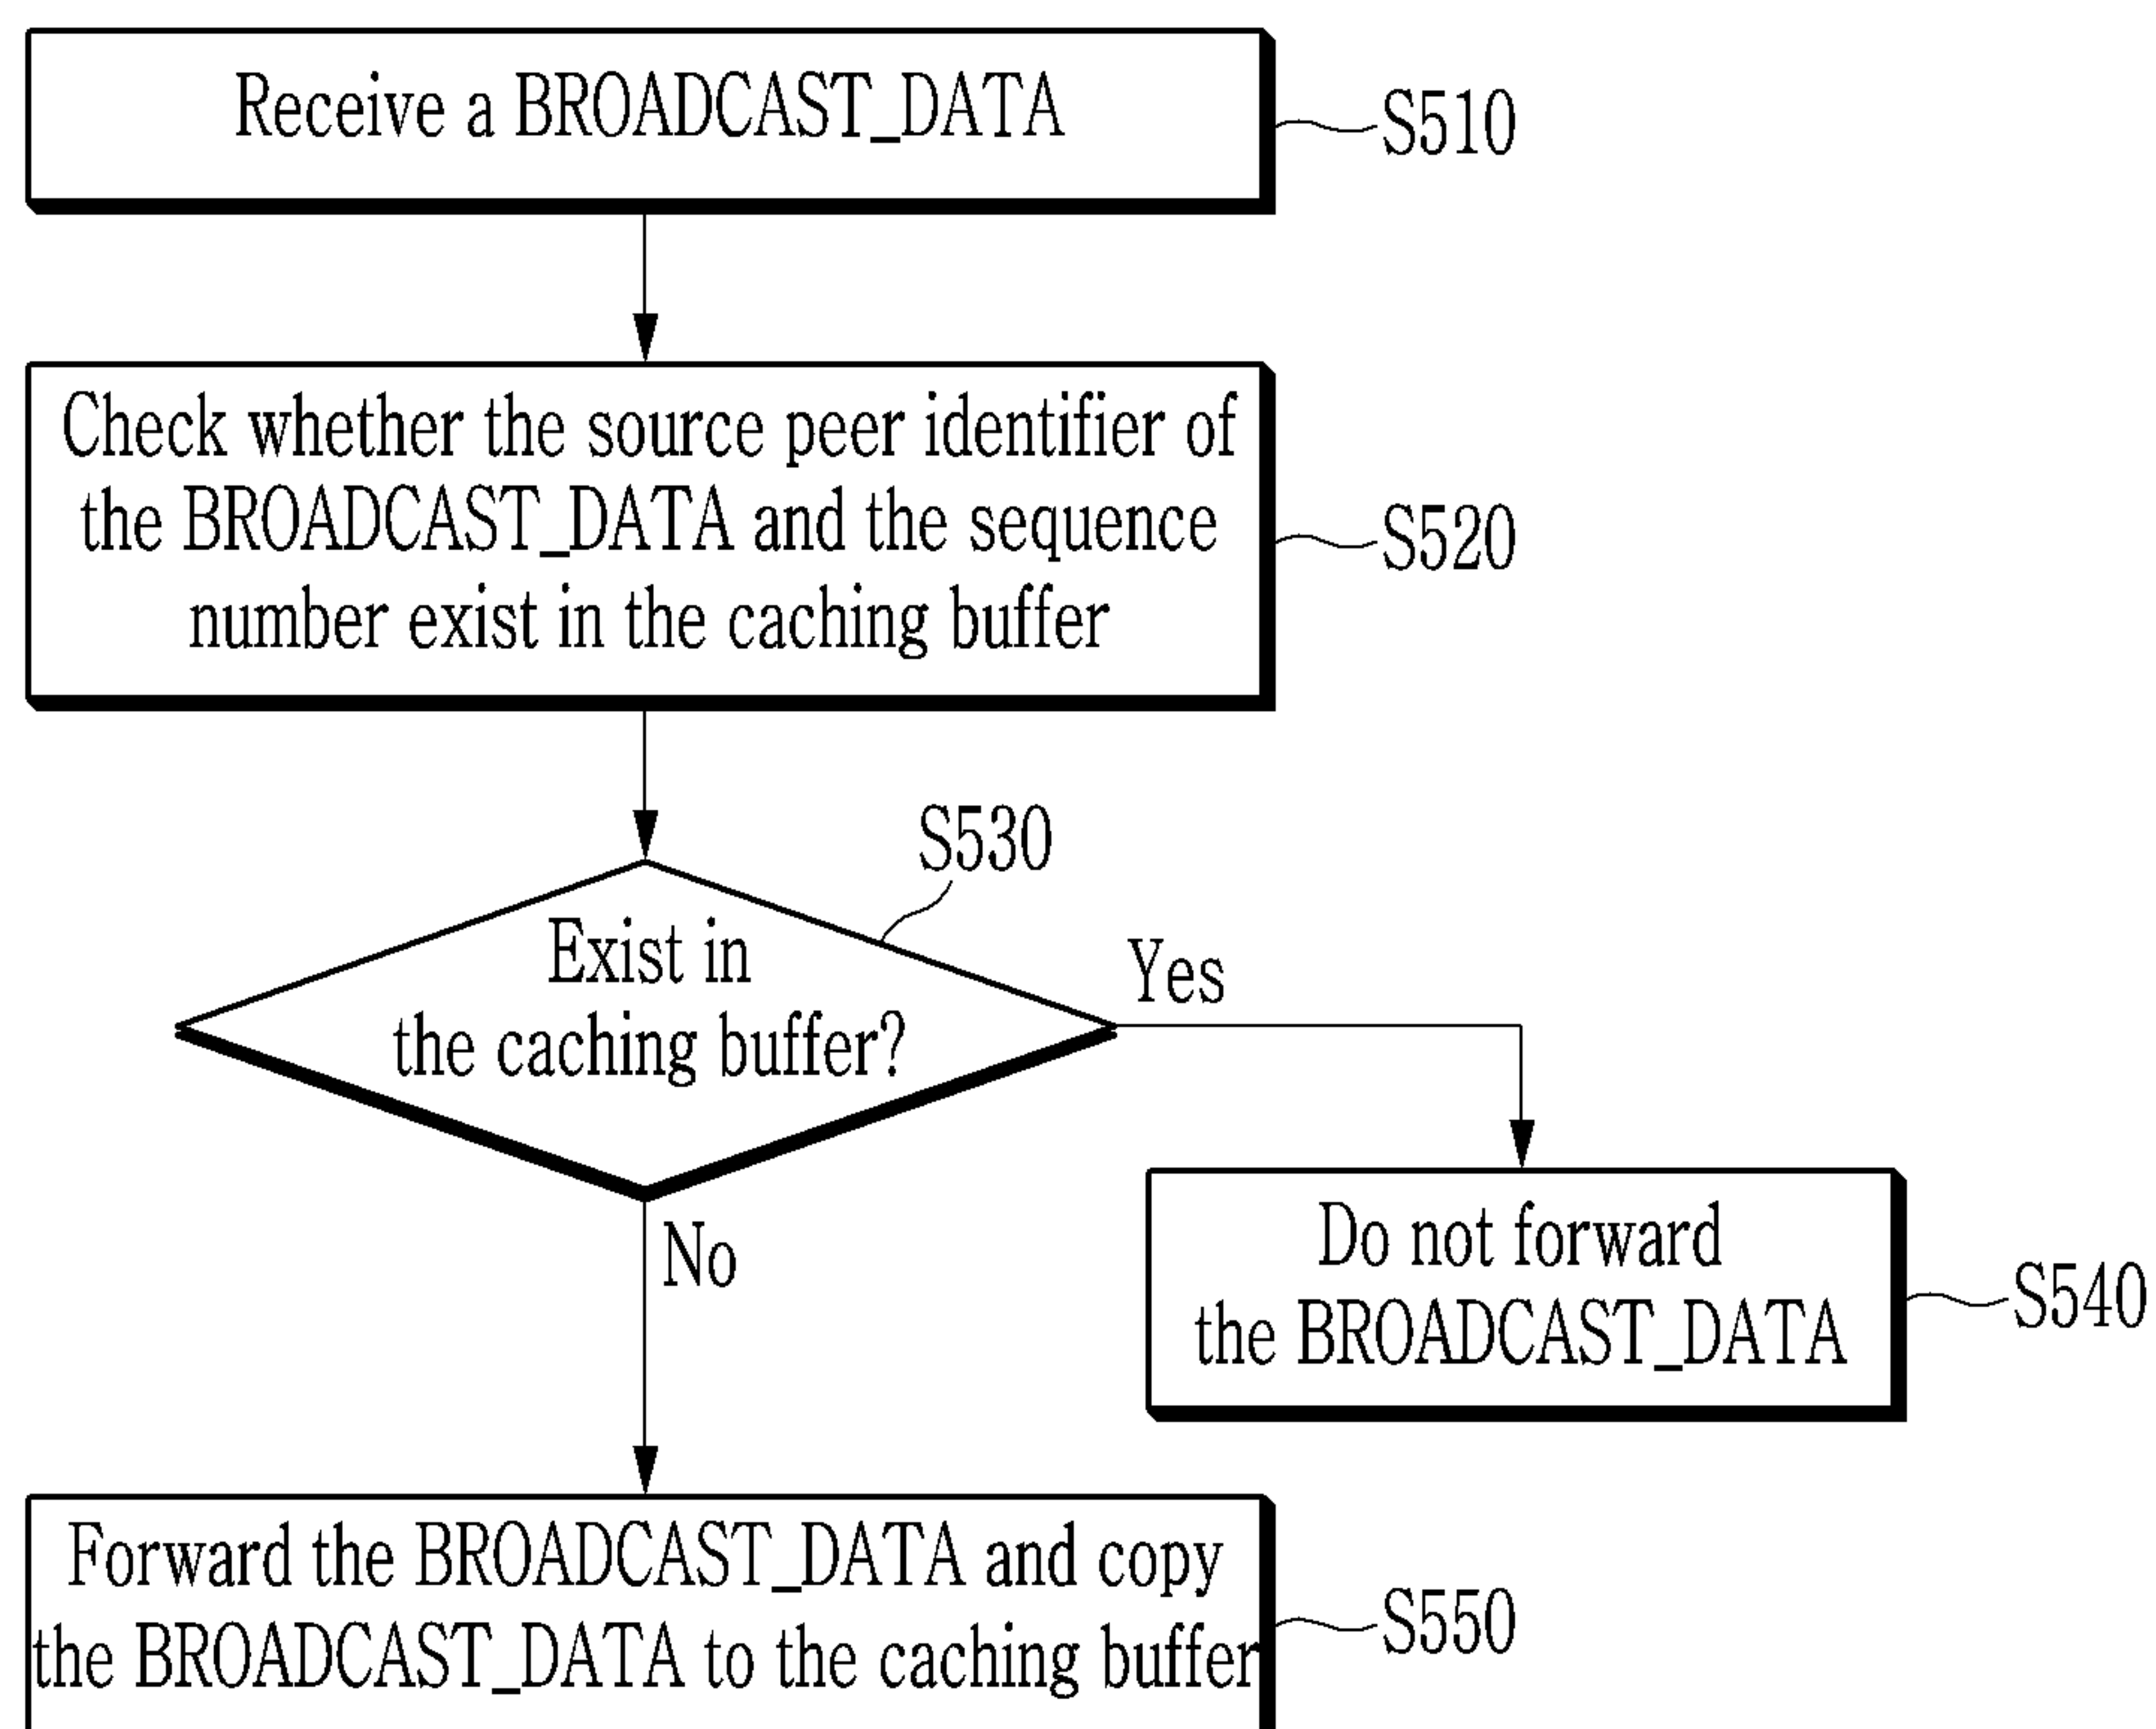 Receive a BROADCAST_DATA
S510
Check whether the source peer identifier of
the BROADCAST_DATA and the sequence
number exist in the caching buffer
S520
S530
Exist in
the caching buffer?
Yes
No
Do not forward
the BROADCAST_DATA
S540
Forward the BROADCAST_DATA and copy
the BROADCAST_DATA to the caching buffer
S550